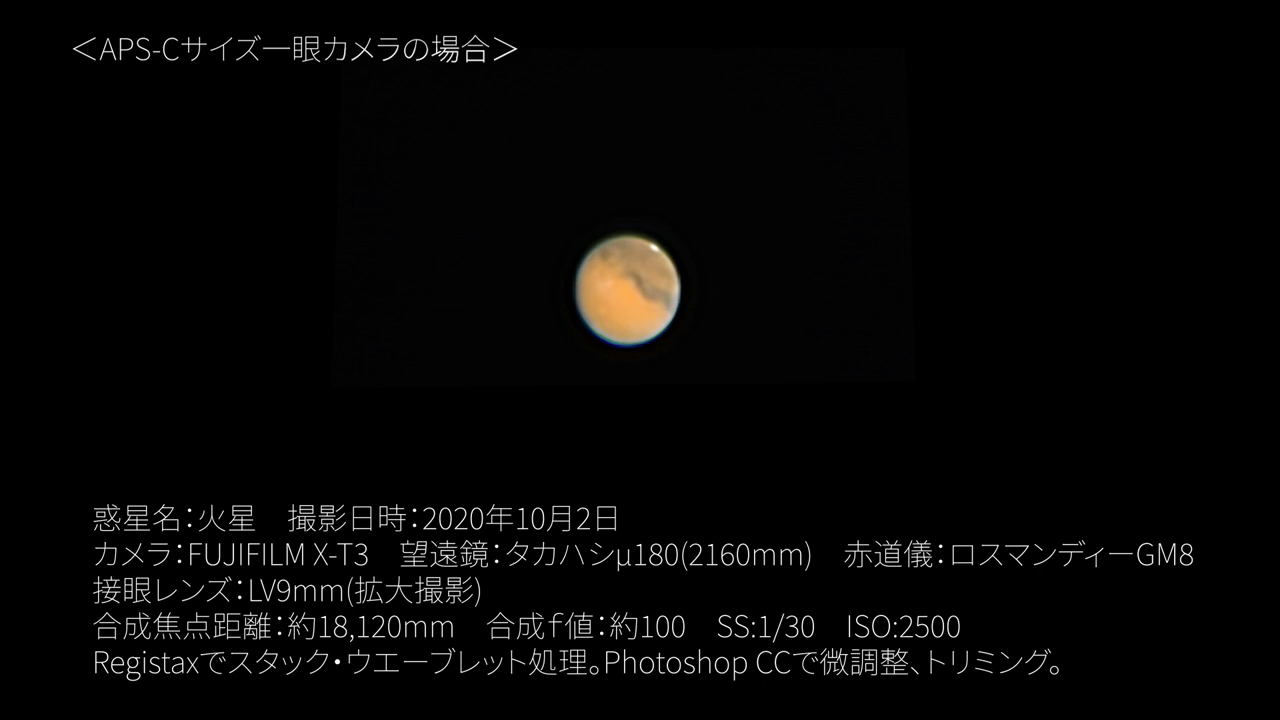 ＜APS-Cサイズ一眼カメラの場合＞
惑星名：火星　撮影日時：2020年10月2日
カメラ：FUJIFILM X-T3　望遠鏡：タカハシμ180(2160mm)　赤道儀：ロスマンディーGM8
接眼レンズ：LV9mm(拡大撮影)
合成焦点距離：約18,120mm　合成ｆ値：約100　SS:1/30　ISO:2500
Registaxでスタック・ウエーブレット処理。Photoshop CCで微調整、トリミング。